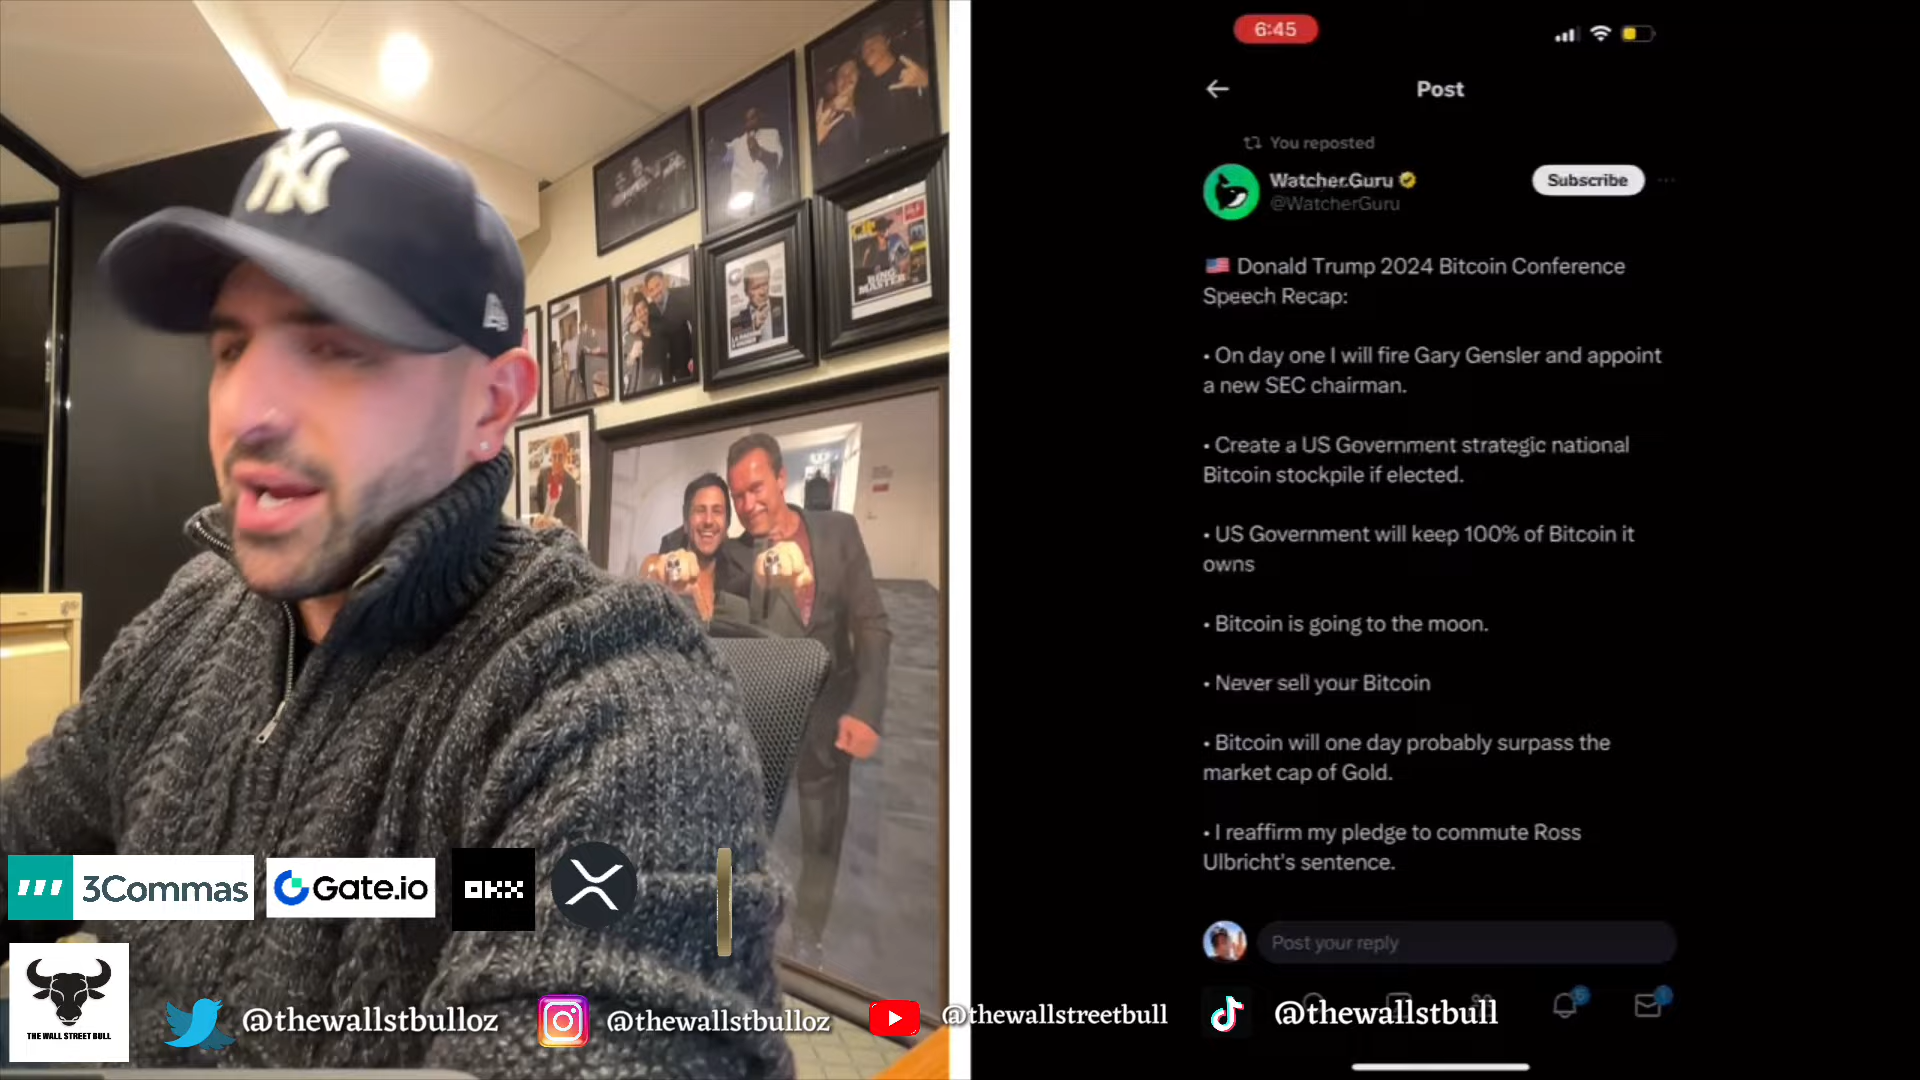 NY
RING
MASTER
3Commas
Gate.io
OKX
THE WALL STREET BULL
@thewallstbulloz
@thewallstbulloz
@thewallstreetbull
@thewallstbull
6:45
Post
You reposted
Watcher.Guru
@WatcherGuru
Subscribe
🇺🇸 Donald Trump 2024 Bitcoin Conference
Speech Recap:
• On day one I will fire Gary Gensler and appoint
a new SEC chairman.
• Create a US Government strategic national
Bitcoin stockpile if elected.
• US Government will keep 100% of Bitcoin it
owns
• Bitcoin is going to the moon.
• Never sell your Bitcoin
• Bitcoin will one day probably surpass the
market cap of Gold.
• I reaffirm my pledge to commute Ross
Ulbricht's sentence.
Post your reply